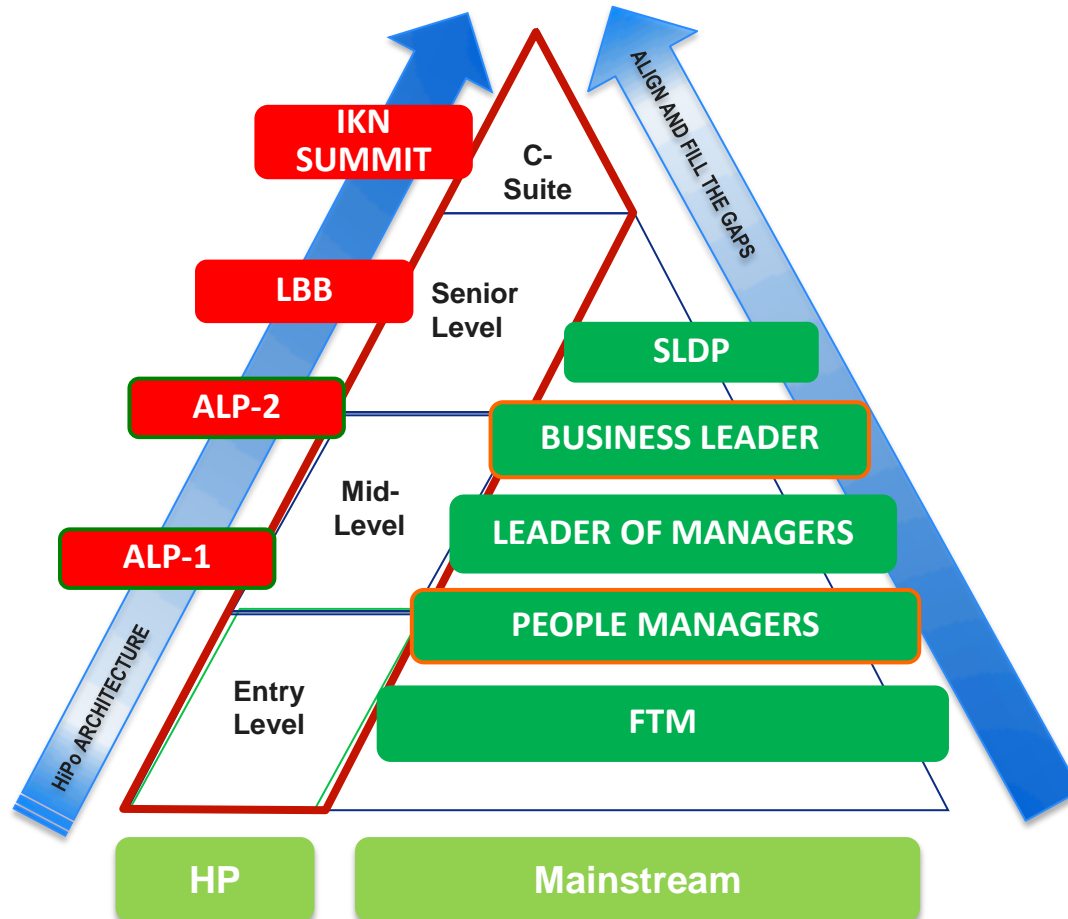 IKN
SUMMIT
C-
Suite
ALIGN AND FILL THE GAPS
LBB
Senior
Level
SLDP
ALP-2
BUSINESS LEADER
Mid-
Level
LEADER OF MANAGERS
ALP-1
PEOPLE MANAGERS
HiPo ARCHITECTURE
Entry
Level
FTM
HP
Mainstream